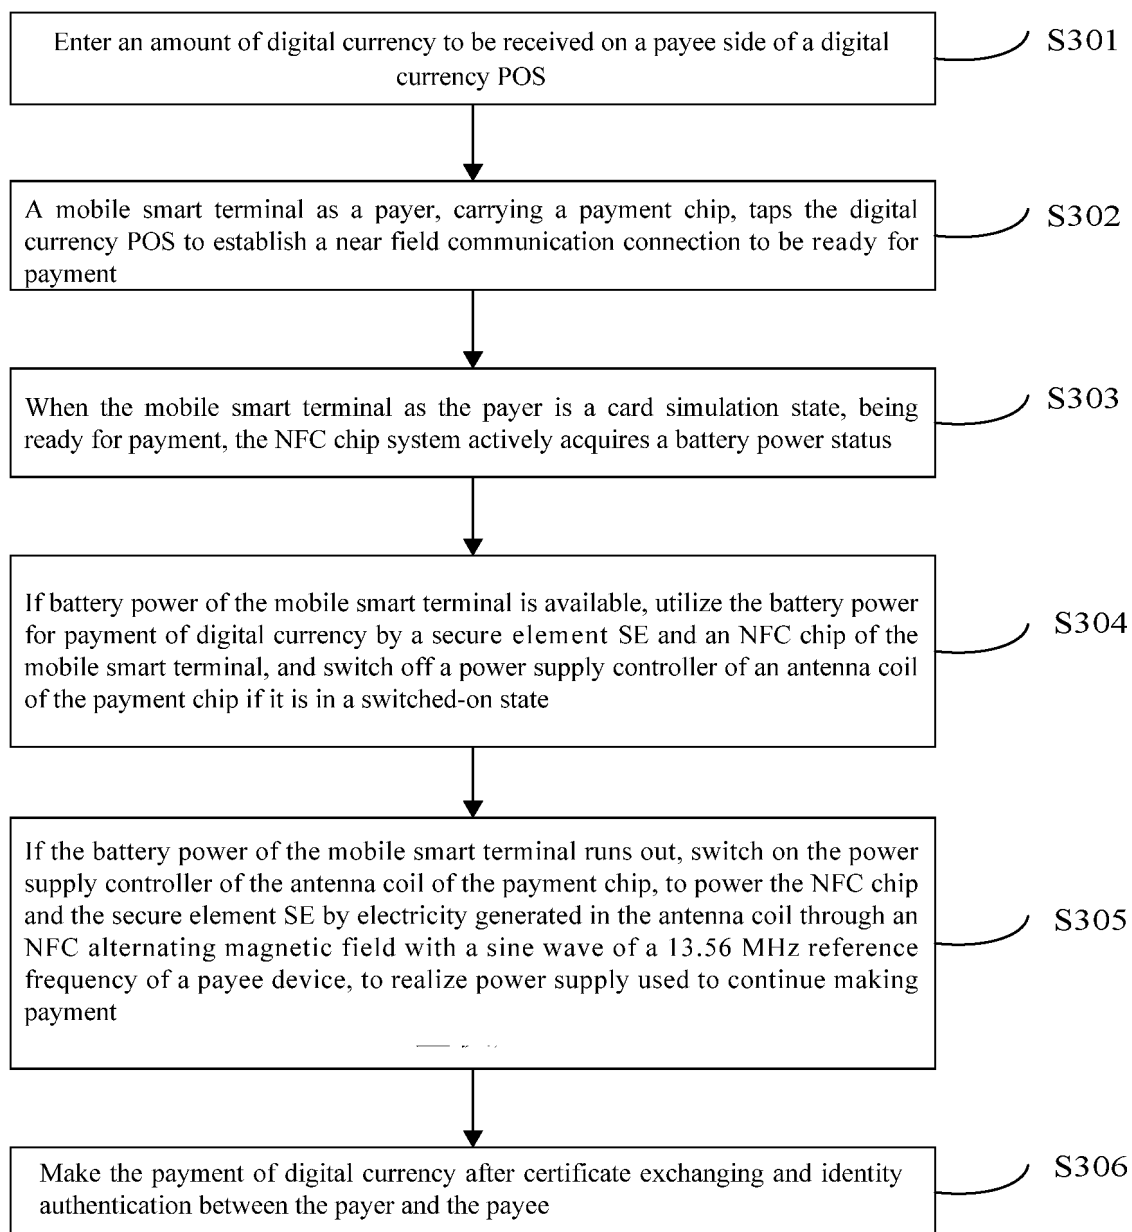 Enter an amount of digital currency to be received on a payee side of a digital
currency POS
S301
A mobile smart terminal as a payer, carrying a payment chip, taps the digital
currency POS to establish a near field communication connection to be ready for
payment
S302
When the mobile smart terminal as the payer is a card simulation state, being
ready for payment, the NFC chip system actively acquires a battery power status
S303
If battery power of the mobile smart terminal is available, utilize the battery power
for payment of digital currency by a secure element SE and an NFC chip of the
mobile smart terminal, and switch off a power supply controller of an antenna coil
of the payment chip if it is in a switched-on state
S304
If the battery power of the mobile smart terminal runs out, switch on the power
supply controller of the antenna coil of the payment chip, to power the NFC chip
and the secure element SE by electricity generated in the antenna coil through an
NFC alternating magnetic field with a sine wave of a 13.56 MHz reference
frequency of a payee device, to realize power supply used to continue making
payment
S305
Make the payment of digital currency after certificate exchanging and identity
authentication between the payer and the payee
S306